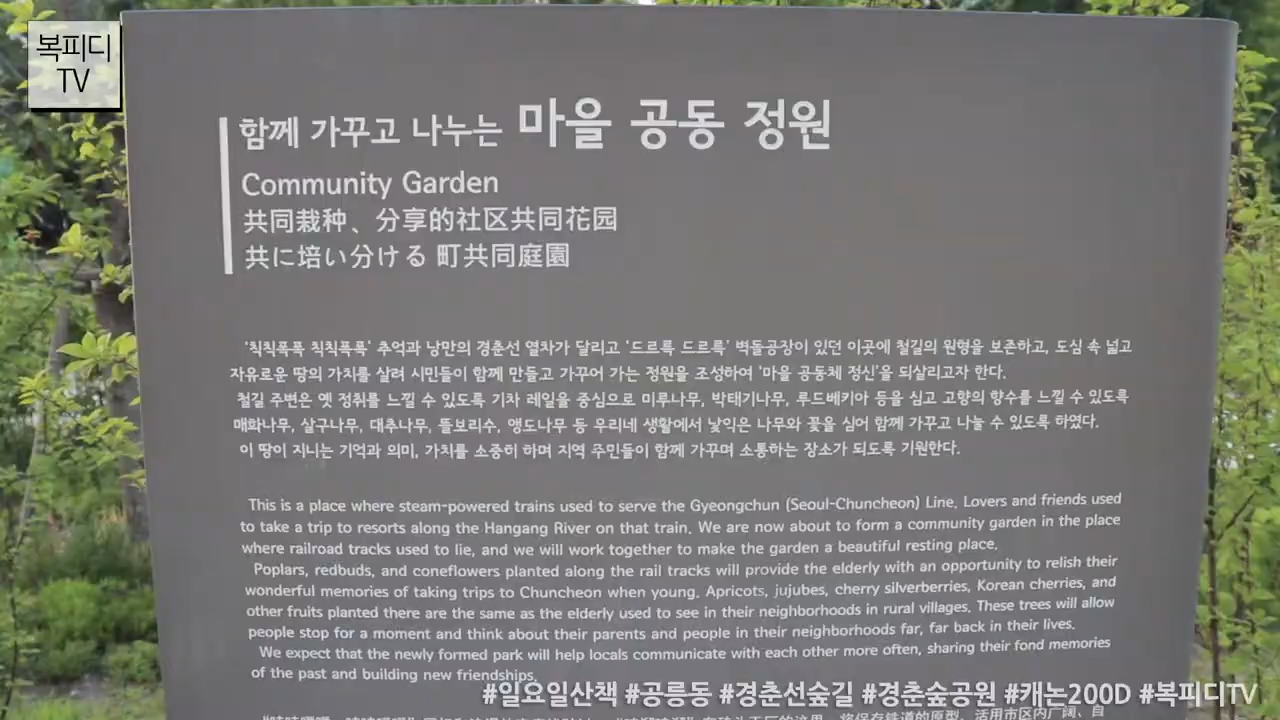 복피디
TV
함께 가꾸고 나누는 마을 공동 정원
Community Garden
共同栽种、分享的社区共同花园
共に培い分ける 町共同庭園
'칙칙폭폭 칙칙폭폭' 추억과 낭만의 경춘선 열차가 달리고 '드르륵 드르륵' 벽돌공장이 있던 이곳에 철길의 원형을 보존하고, 도심 속 넓고
자유로운 땅의 가치를 살려 시민들이 함께 만들고 가꾸어 가는 정원을 조성하여 '마을 공동체 정신'을 되살리고자 한다.
철길 주변은 옛 정취를 느낄 수 있도록 기차 레일을 중심으로 미루나무, 박태기나무, 루드베키아 등을 심고 고향의 향수를 느낄 수 있도록
매화나무, 살구나무, 대추나무, 뜰보리수, 앵도나무 등 우리네 생활에서 낯익은 나무와 꽃을 심어 함께 가꾸고 나눌 수 있도록 하였다.
이 땅이 지니는 기억과 의미, 가치를 소중히 하며 지역 주민들이 함께 가꾸며 소통하는 장소가 되도록 기원한다.
This is a place where steam-powered trains used to serve the Gyeongchun (Seoul-Chuncheon) Line. Lovers and friends used
to take a trip to resorts along the Hangang River on that train. We are now about to form a community garden in the place
where railroad tracks used to lie, and we will work together to make the garden a beautiful resting place.
Poplars, redbuds, and coneflowers planted along the rail tracks will provide the elderly with an opportunity to relish their
wonderful memories of taking trips to Chuncheon when young. Apricots, jujubes, cherry silverberries, Korean cherries, and
other fruits planted there are the same as the elderly used to see in their neighborhoods in rural villages. These trees will allow
people stop for a moment and think about their parents and people in their neighborhoods far, far back in their lives.
We expect that the newly formed park will help locals communicate with each other more often, sharing their fond memories
of the past and building new friendships.
#일요일산책 #공릉동 #경춘선숲길 #경춘숲공원 #캐논200D #복피디TV